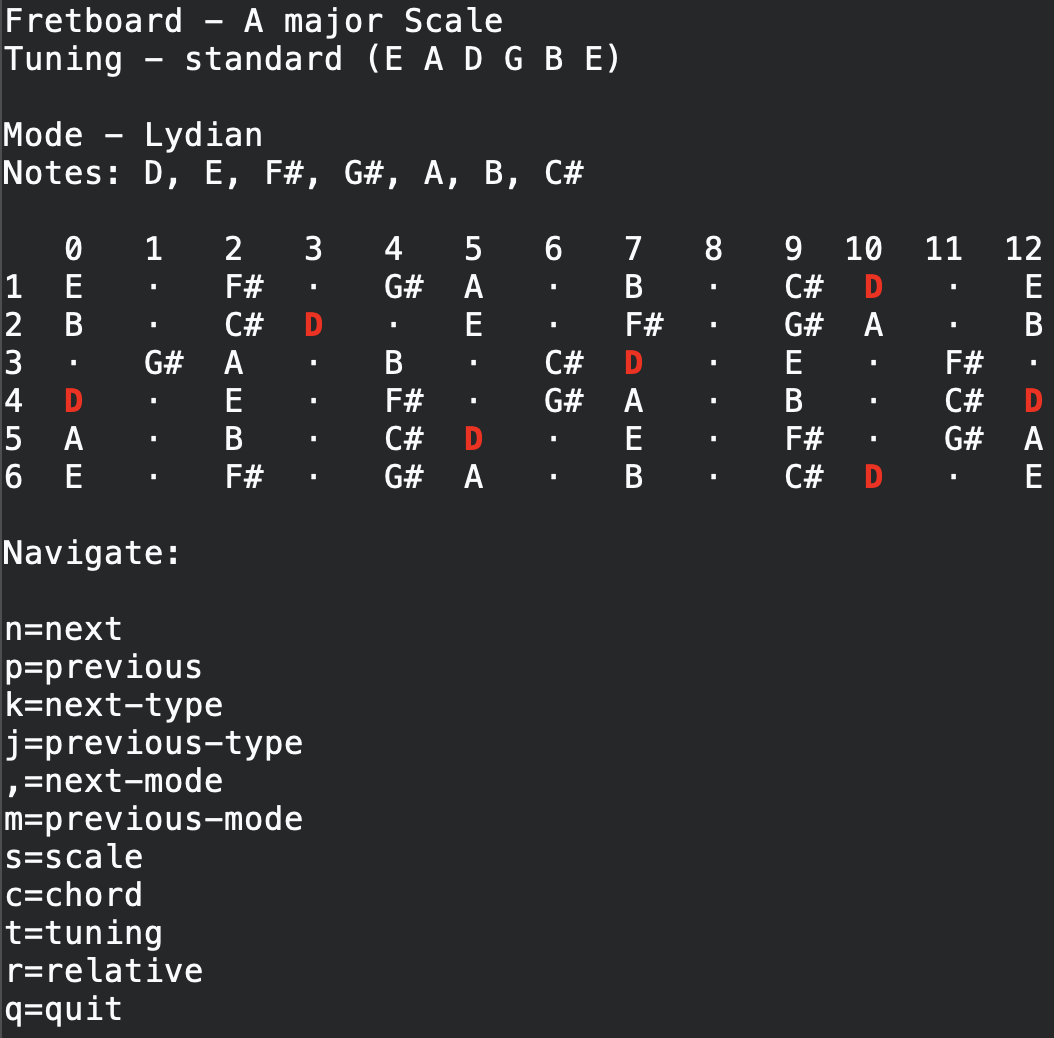 Fretboard - A major Scale
Tuning - standard (E A D G B E)
Mode - Lydian
Notes: D, E, F#, G#, A, B, C#
0 1 2 3 4 5 6 7 8 9 10 11 12
1 E · F# · G# A · B · C# D · E
2 B · C# D · E · F# · G# A · B
3 · G# A · B · C# D · E · F# ·
4 D · E · F# · G# A · B · C# D
5 A · B · C# D · E · F# · G# A
6 E · F# · G# A · B · C# D · E
Navigate:
n=next
p=previous
k=next-type
j=previous-type
,=next-mode
m=previous-mode
s=scale
c=chord
t=tuning
r=relative
q=quit